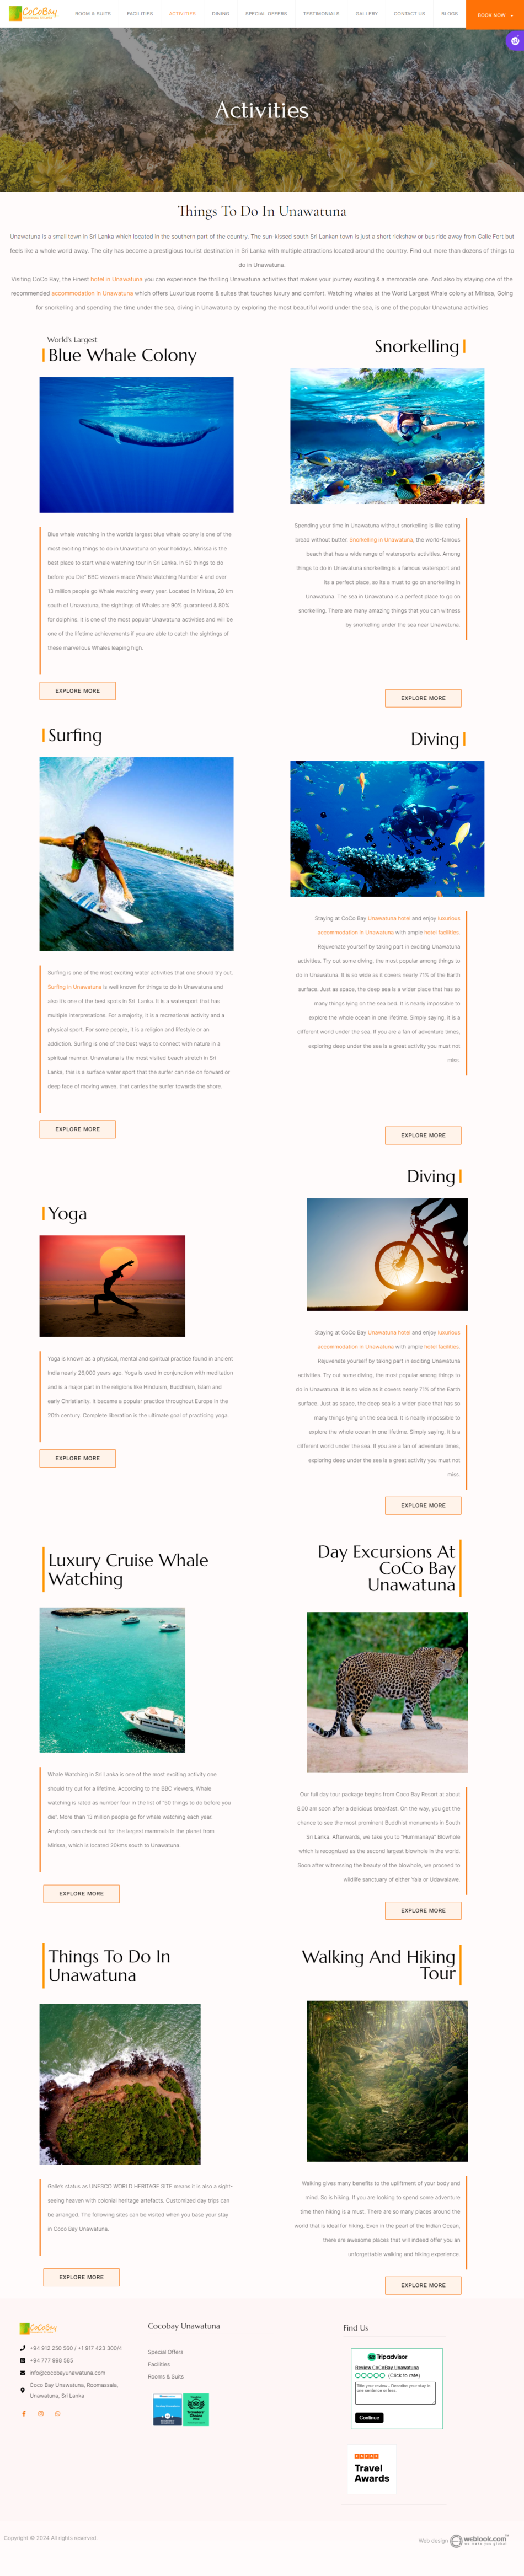 CoCoBay
ROOM & SUITS
FACILITIES
ACTIVITIES
DINING
SPECIAL OFFERS
TESTIMONIALS
GALLERY
CONTACT US
BLOGS
BOOK NOW
Activities
Things To Do In Unawatuna
Unawatuna is a small town in Sri Lanka which located in the southern part of the country. The sun-kissed south Sri Lankan town is just a short rickshaw or bus ride away from Galle Fort but
feels like a whole world away. The city has become a prestigious tourist destination in Sri Lanka with multiple attractions located around the country. Find out more than dozens of things to
do in Unawatuna.
Visiting CoCo Bay, the Finest hotel in Unawatuna you can experience the thrilling Unawatuna activities that makes your journey exciting & a memorable one. And also by staying one of the
recommended accommodation in Unawatuna which offers Luxurious rooms & suites that touches luxury and comfort. Watching whales at the World Largest Whale colony at Mirissa, Going
for snorkelling and spending the time under the sea, diving in Unawatuna by exploring the most beautiful world under the sea, is one of the popular Unawatuna activities
World's Largest
Blue Whale Colony
Blue whale watching in the world's largest blue whale colony is one of the
most exciting things to do in Unawatuna on your holidays. Mirissa is the
best place to start whale watching tour in Sri Lanka. In 50 things to do
before you Die" BBC viewers made Whale Watching Number 4 and over
13 million people go Whale watching every year. Located in Mirissa, 20 km
south of Unawatuna, the sightings of Whales are 90% guaranteed & 80%
for dolphins. It is one of the most popular Unawatuna activities and will be
one of the lifetime achievements if you are able to catch the sightings of
these marvellous Whales leaping high.
EXPLORE MORE
Snorkelling
Spending your time in Unawatuna without snorkelling is like eating
bread without butter. Snorkelling in Unawatuna, the world-famous
beach that has a wide range of watersports activities. Among
things to do in Unawatuna snorkelling is a famous watersport and
its a perfect place, so its a must to go on snorkelling in
Unawatuna. The sea in Unawatuna is a perfect place to go on
snorkelling. There are many amazing things that you can witness
by snorkelling under the sea near Unawatuna.
EXPLORE MORE
Surfing
Surfing is one of the most exciting water activities that one should try out.
Surfing in Unawatuna is well known for things to do in Unawatuna and
also it's one of the best spots in Sri Lanka. It is a watersport that has
multiple interpretations. For a majority, it is a recreational activity and a
physical sport. For some people, it is a religion and lifestyle or an
addiction. Surfing is one of the best ways to connect with nature in a
spiritual manner. Unawatuna is the most visited beach stretch in Sri
Lanka, this is a surface water sport that the surfer can ride on forward or
deep face of moving waves, that carries the surfer towards the shore.
EXPLORE MORE
Diving
Staying at CoCo Bay Unawatuna hotel and enjoy luxurious
accommodation in Unawatuna with ample hotel facilities.
Rejuvenate yourself by taking part in exciting Unawatuna
activities. Try out some diving, the most popular among things to
do in Unawatuna. It is so wide as it covers nearly 71% of the Earth
surface. Just as space, the deep sea is a wider place that has so
many things lying on the sea bed. It is nearly impossible to
explore the whole ocean in one lifetime. Simply saying, it is a
different world under the sea. If you are a fan of adventure times,
exploring deep under the sea is a great activity you must not
miss.
EXPLORE MORE
Yoga
Yoga is known as a physical, mental and spiritual practice found in ancient
India nearly 26,000 years ago. Yoga is used in conjunction with meditation
and is a major part in the religions like Hinduism, Buddhism, Islam and
early Christianity. It became a popular practice throughout Europe in the
20th century. Complete liberation is the ultimate goal of practicing yoga.
EXPLORE MORE
Diving
Staying at CoCo Bay Unawatuna hotel and enjoy luxurious
accommodation in Unawatuna with ample hotel facilities.
Rejuvenate yourself by taking part in exciting Unawatuna
activities. Try out some diving, the most popular among things to
do in Unawatuna. It is so wide as it covers nearly 71% of the Earth
surface. Just as space, the deep sea is a wider place that has so
many things lying on the sea bed. It is nearly impossible to
explore the whole ocean in one lifetime. Simply saying, it is a
different world under the sea. If you are a fan of adventure times,
exploring deep under the sea is a great activity you must not
miss.
EXPLORE MORE
Luxury Cruise Whale
Watching
Whale Watching in Sri Lanka is one of the most exciting activity one
should try out for a lifetime. According to the BBC viewers, Whale
watching is rated as number four in the list of "50 things to do before you
die". More than 13 million people go for whale watching each year.
Anybody can check out for the largest mammals in the planet from
Mirissa, which is located 20kms south to Unawatuna.
EXPLORE MORE
Day Excursions At
CoCo Bay
Unawatuna
Our full day tour package begins from Coco Bay Resort at about
8.00 am soon after a delicious breakfast. On the way, you get the
chance to see the most prominent Buddhist monuments in South
Sri Lanka. Afterwards, we take you to "Hummanaya" Blowhole
which is recognized as the second largest blowhole in the world.
Soon after witnessing the beauty of the blowhole, we proceed to
wildlife sanctuary of either Yala or Udawalawe.
EXPLORE MORE
Things To Do In
Unawatuna
Galle's status as UNESCO WORLD HERITAGE SITE means it is also a sight-
seeing heaven with colonial heritage artefacts. Customized day trips can
be arranged. The following sites can be visited when you base your stay
in Coco Bay Unawatuna.
EXPLORE MORE
Walking And Hiking
Tour
Walking gives many benefits to the upliftment of your body and
mind. So is hiking. If you are looking to spend some adventure
time then hiking is a must. There are so many places around the
world that is ideal for hiking. Even in the pearl of the Indian Ocean,
there are awesome places that will indeed offer you an
unforgettable walking and hiking experience.
EXPLORE MORE
CoCoBay
+94 912 250 560 / +1 917 423 300/4
+94 777 998 585
info@cocobayunawatuna.com
Coco Bay Unawatuna, Roomassala,
Unawatuna, Sri Lanka
Cocobay Unawatuna
Special Offers
Facilities
Rooms & Suits
Find Us
Tripadvisor
Review CoCoBay Unawatuna
(Click to rate)
Title your review - Describe your stay in
one sentence or less.
Continue
KAYAK
Travel
Awards
Copyright © 2024 All rights reserved.
Web design
weblook.com